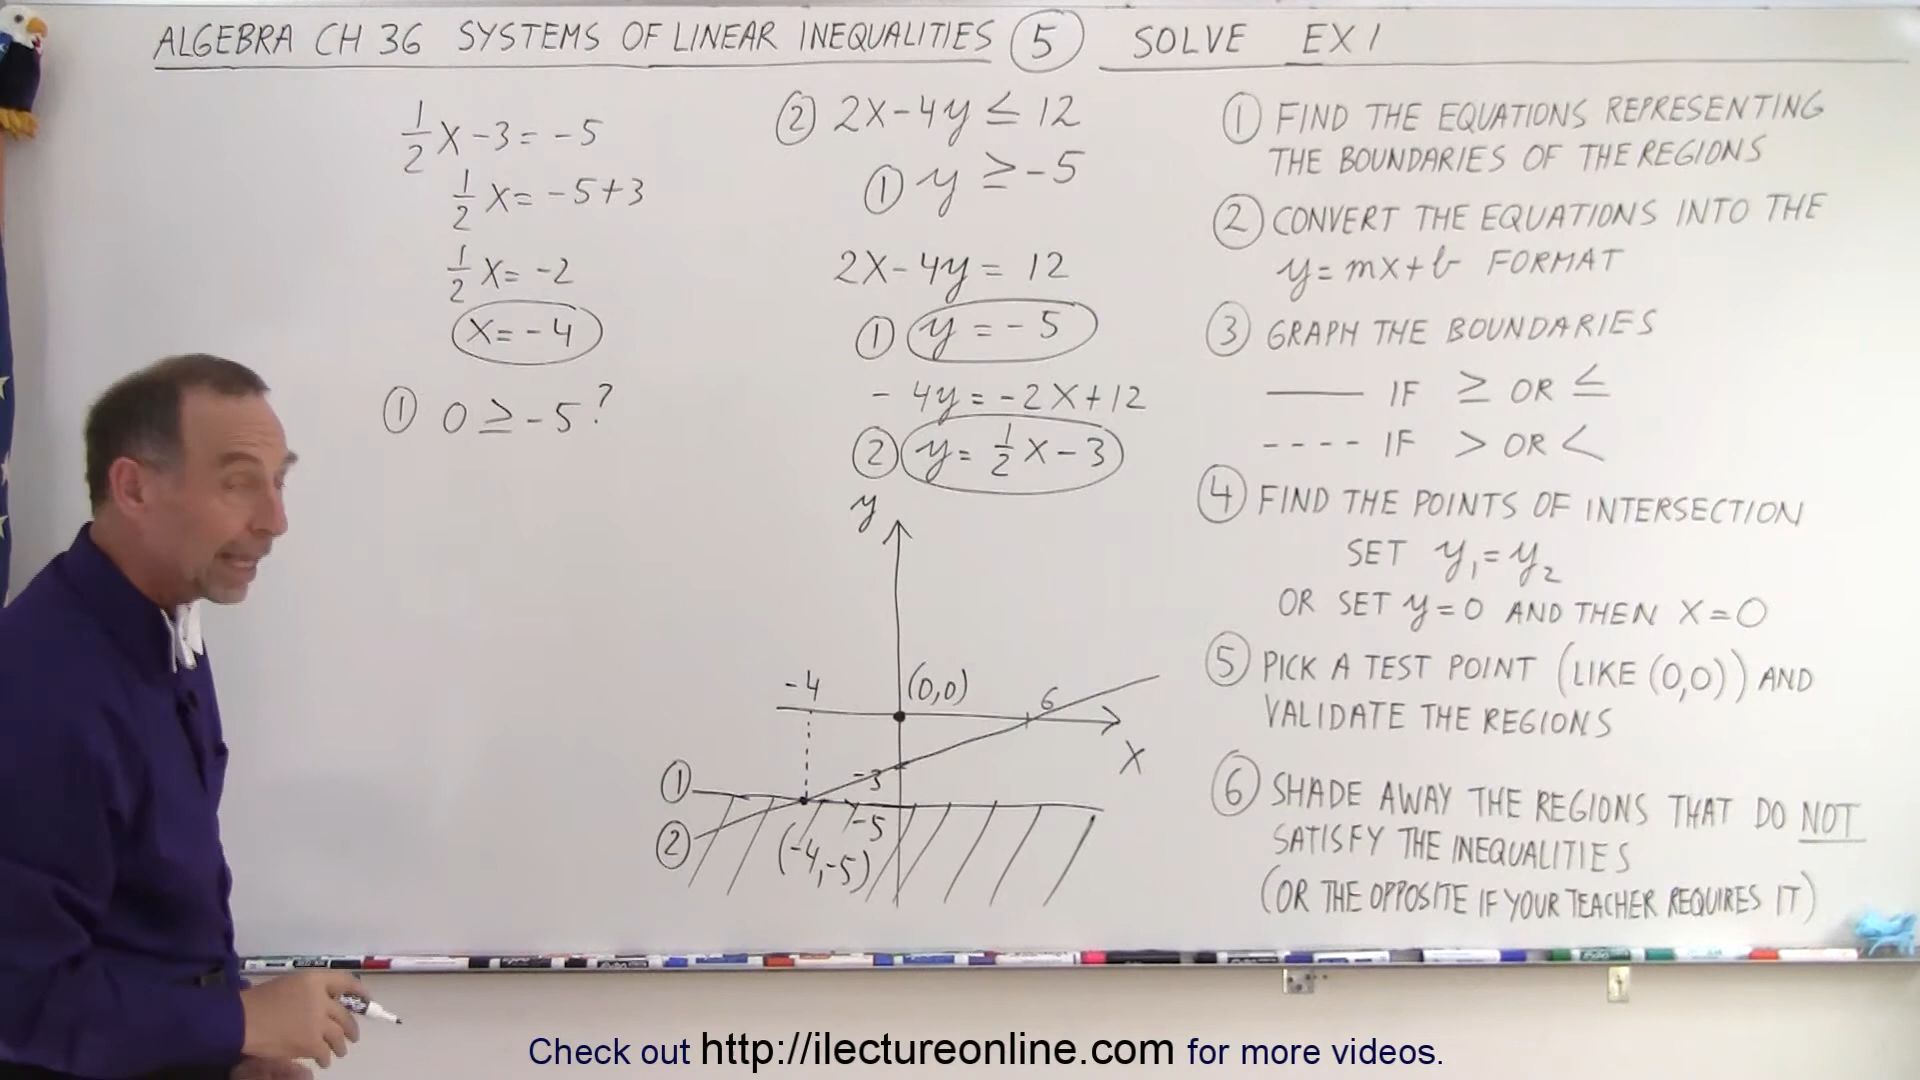 ALGEBRA CH 36 SYSTEMS OF LINEAR INEQUALITIES ⑤ SOLVE EX 1
1/2 X - 3 = -5
1/2 X = -5 + 3
1/2 X = -2
X = -4
① 0 ≥ -5 ?
② 2X - 4y ≤ 12
① y ≥ -5
2X - 4y = 12
① y = -5
-4y = -2X + 12
② y = 1/2 X - 3
y
-4
(0,0)
6
X
-3
①
-5
②
(-4,-5)
① FIND THE EQUATIONS REPRESENTING
THE BOUNDARIES OF THE REGIONS
② CONVERT THE EQUATIONS INTO THE
y = mx + b FORMAT
③ GRAPH THE BOUNDARIES
—— IF ≥ OR ≤
---- IF > OR <
④ FIND THE POINTS OF INTERSECTION
SET y₁ = y₂
OR SET y = 0 AND THEN X = 0
⑤ PICK A TEST POINT (LIKE (0,0)) AND
VALIDATE THE REGIONS
⑥ SHADE AWAY THE REGIONS THAT DO NOT
SATISFY THE INEQUALITIES
(OR THE OPPOSITE IF YOUR TEACHER REQUIRES IT)
Check out http://ilectureonline.com for more videos.